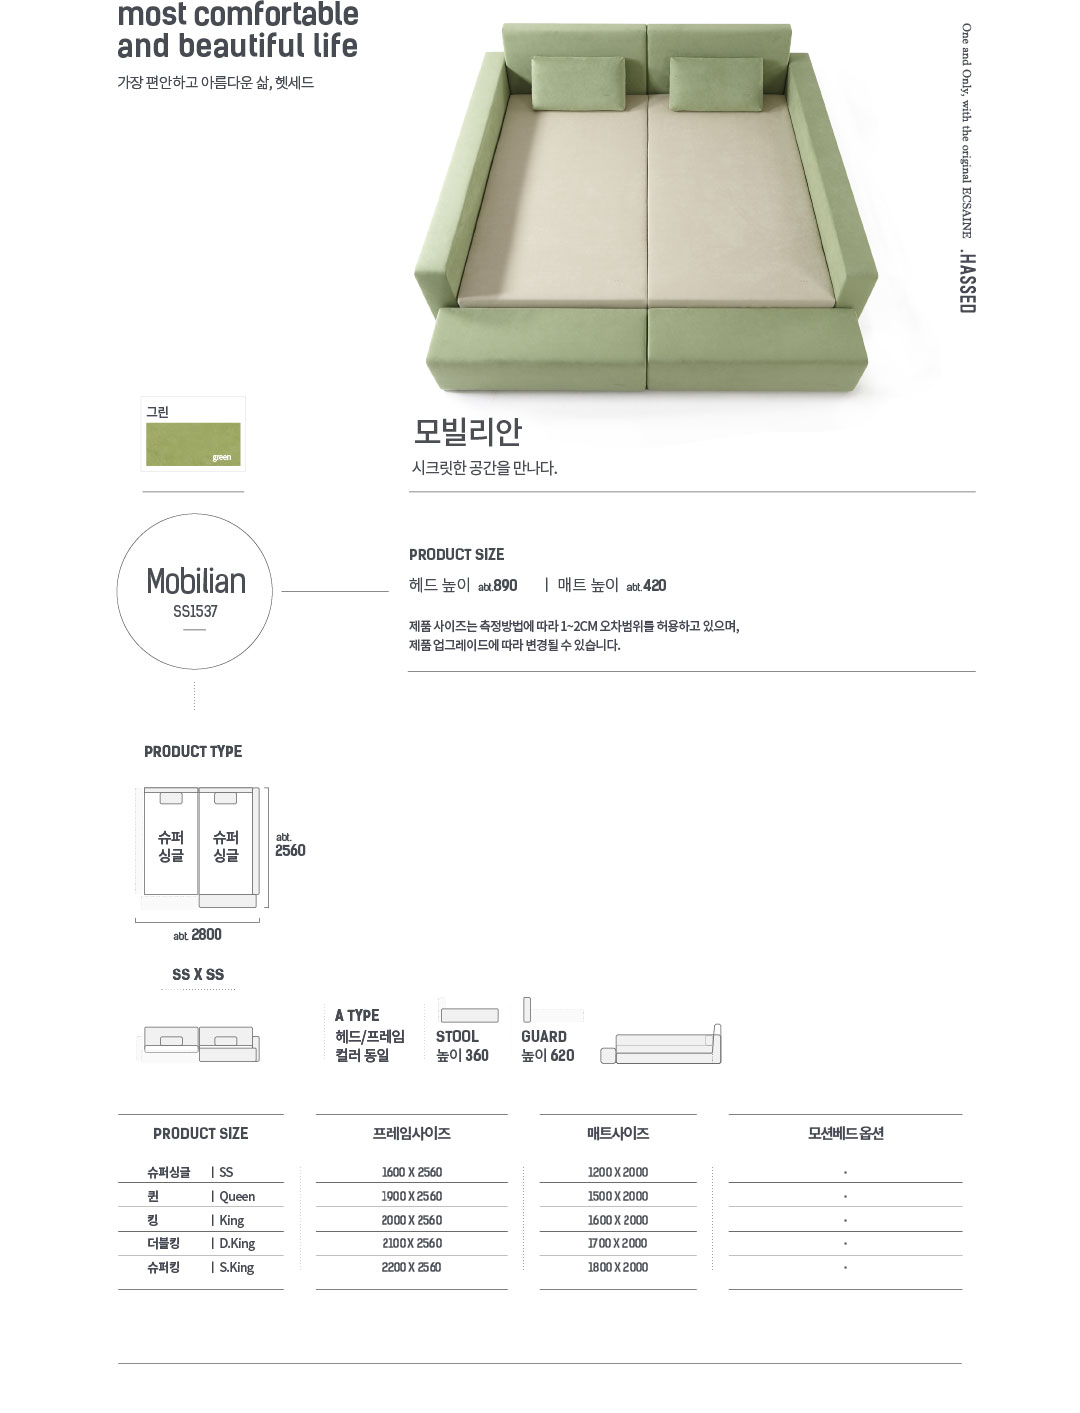 most comfortable
and beautiful life
가장 편안하고 아름다운 삶, 헷세드
One and Only, with the original ECSAINE .HASSED
그린
green
모빌리안
시크릿한 공간을 만나다.
Mobilian
SS1537
PRODUCT SIZE
헤드 높이 abt.890 | 매트 높이 abt.420
제품 사이즈는 측정방법에 따라 1~2CM 오차범위를 허용하고 있으며,
제품 업그레이드에 따라 변경될 수 있습니다.
PRODUCT TYPE
슈퍼 슈퍼
싱글 싱글
abt.
2560
abt. 2800
SS X SS
A TYPE
헤드/프레임
컬러 동일
STOOL
높이 360
GUARD
높이 620
PRODUCT SIZE 프레임사이즈 매트사이즈 모션베드 옵션
슈퍼싱글 | SS 1600 X 2560 1200 X 2000 ·
퀸 | Queen 1900 X 2560 1500 X 2000 ·
킹 | King 2000 X 2560 1600 X 2000 ·
더블킹 | D.King 2100 X 2560 1700 X 2000 ·
슈퍼킹 | S.King 2200 X 2560 1800 X 2000 ·